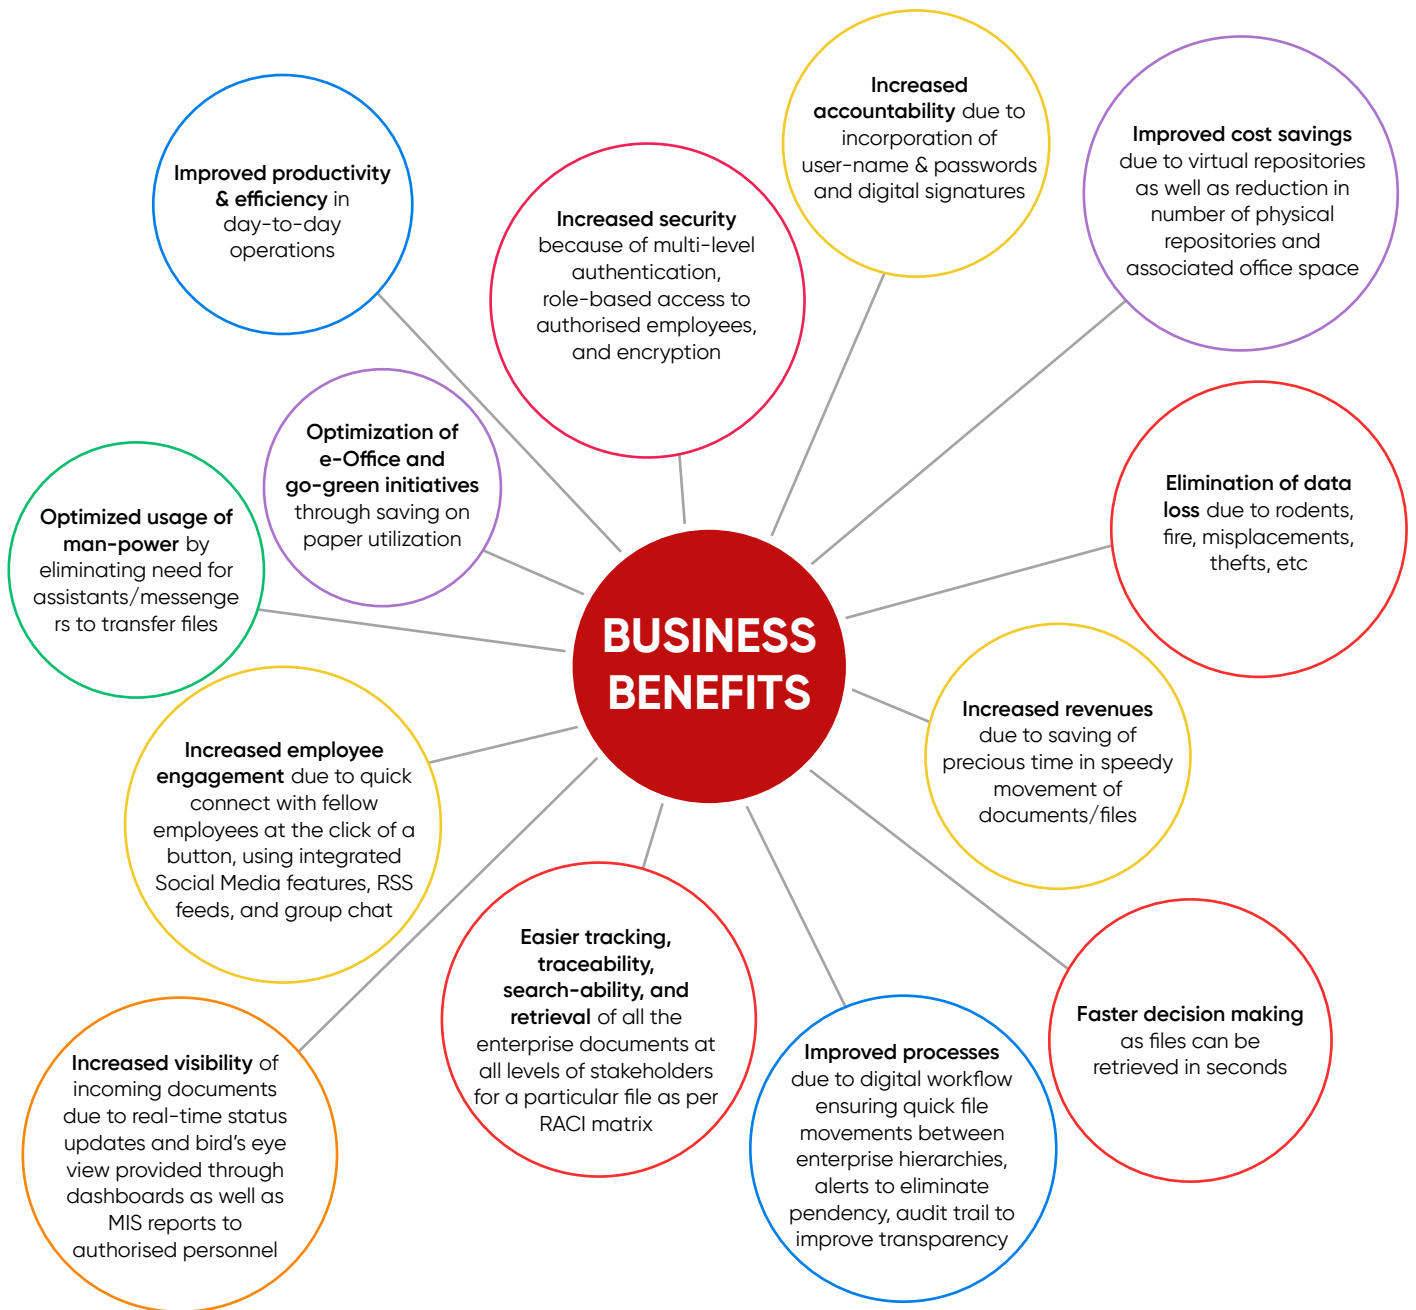 Increased
accountability due to
incorporation of
user-name & passwords
and digital signatures
Improved cost savings
due to virtual repositories
as well as reduction in
number of physical
repositories and
associated office space
Improved productivity
& efficiency in
day-to-day
operations
Increased security
because of multi-level
authentication,
role-based access to
authorised employees,
and encryption
Optimization of
e-Office and
go-green initiatives
through saving on
paper utilization
Elimination of data
loss due to rodents,
fire, misplacements,
thefts, etc
Optimized usage of
man-power by
eliminating need for
assistants/messenge
rs to transfer files
BUSINESS
BENEFITS
Increased revenues
due to saving of
precious time in speedy
movement of
documents/files
Increased employee
engagement due to quick
connect with fellow
employees at the click of a
button, using integrated
Social Media features, RSS
feeds, and group chat
Easier tracking,
traceability,
search-ability, and
retrieval of all the
enterprise documents at
all levels of stakeholders
for a particular file as per
RACI matrix
Faster decision making
as files can be
retrieved in seconds
Improved processes
due to digital workflow
ensuring quick file
movements between
enterprise hierarchies,
alerts to eliminate
pendency, audit trail to
improve transparency
Increased visibility of
incoming documents
due to real-time status
updates and bird's eye
view provided through
dashboards as well as
MIS reports to
authorised personnel